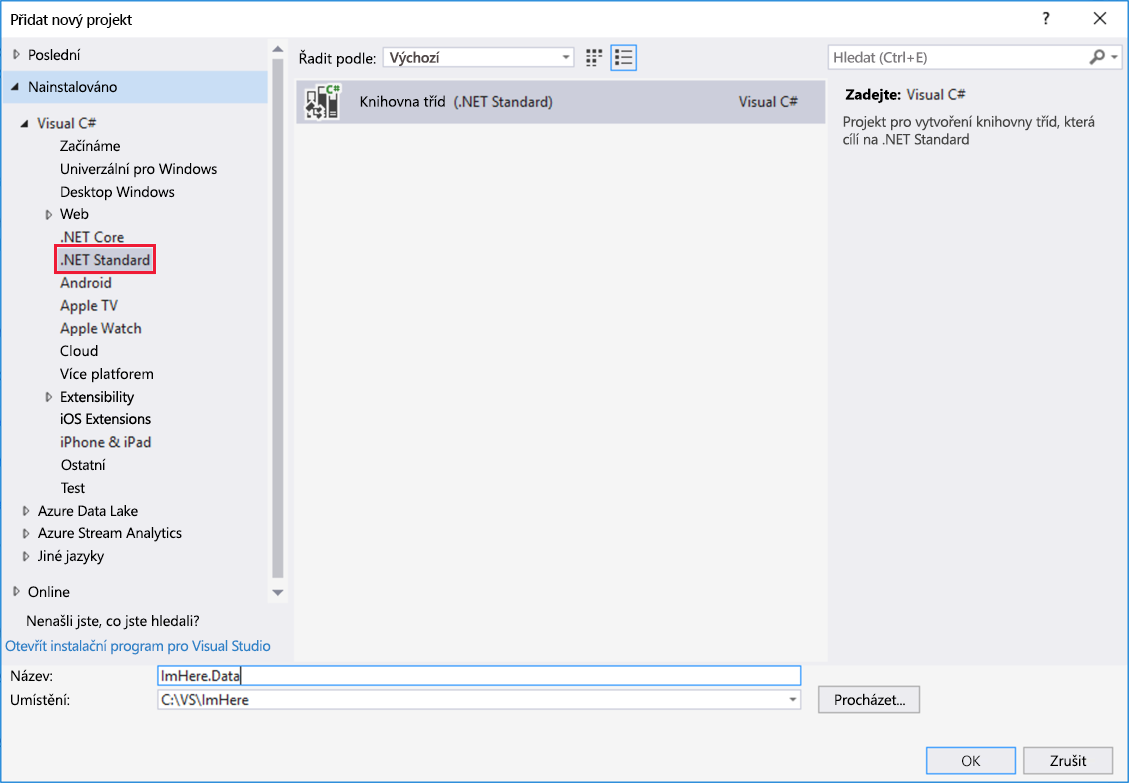 Přidat nový projekt
?
Poslední
Nainstalováno
Visual C#
Začínáme
Univerzální pro Windows
Desktop Windows
Web
.NET Core
.NET Standard
Android
Apple TV
Apple Watch
Cloud
Více platforem
Extensibility
iOS Extensions
iPhone & iPad
Ostatní
Test
Azure Data Lake
Azure Stream Analytics
Jiné jazyky
Online
Nenašli jste, co jste hledali?
Otevřít instalační program pro Visual Studio
Řadit podle: Výchozí
C#
Knihovna tříd (.NET Standard) Visual C#
Hledat (Ctrl+E)
Zadejte: Visual C#
Projekt pro vytvoření knihovny tříd, která
cílí na .NET Standard
Název: ImHere.Data
Umístění: C:\VS\ImHere
Procházet...
OK Zrušit